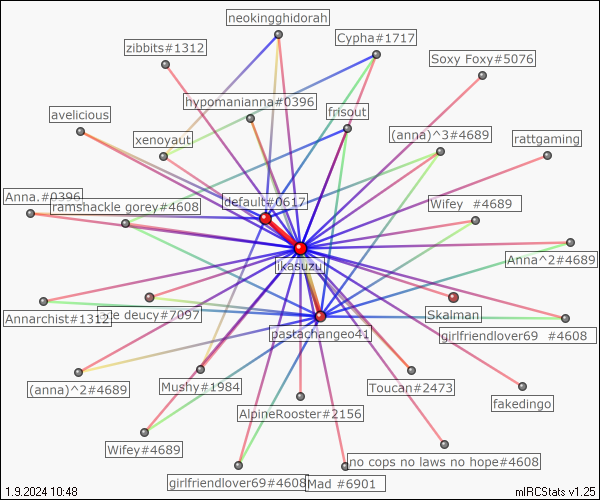 neokingghidorah
Cypha#1717
zibbits#1312
Soxy Foxy#5076
hypomanianna#0396
avelicious
frisout
(anna)^3#4689
xenoyaut
rattgaming
Anna.#0396
default#0617
ramshackle gorey#4608
Wifey  #4689
ikasuzu
Anna^2#4689
Annarchist#1312
deucy#7097
Skalman
pastachangeo41
girlfriendlover69  #4608
(anna)^2#4689
Mushy#1984
Toucan#2473
fakedingo
AlpineRooster#2156
Wifey#4689
no cops no laws no hope#4608
girlfriendlover69#4608
Mad #6901
1.9.2024 10:48
mIRCStats v1.25